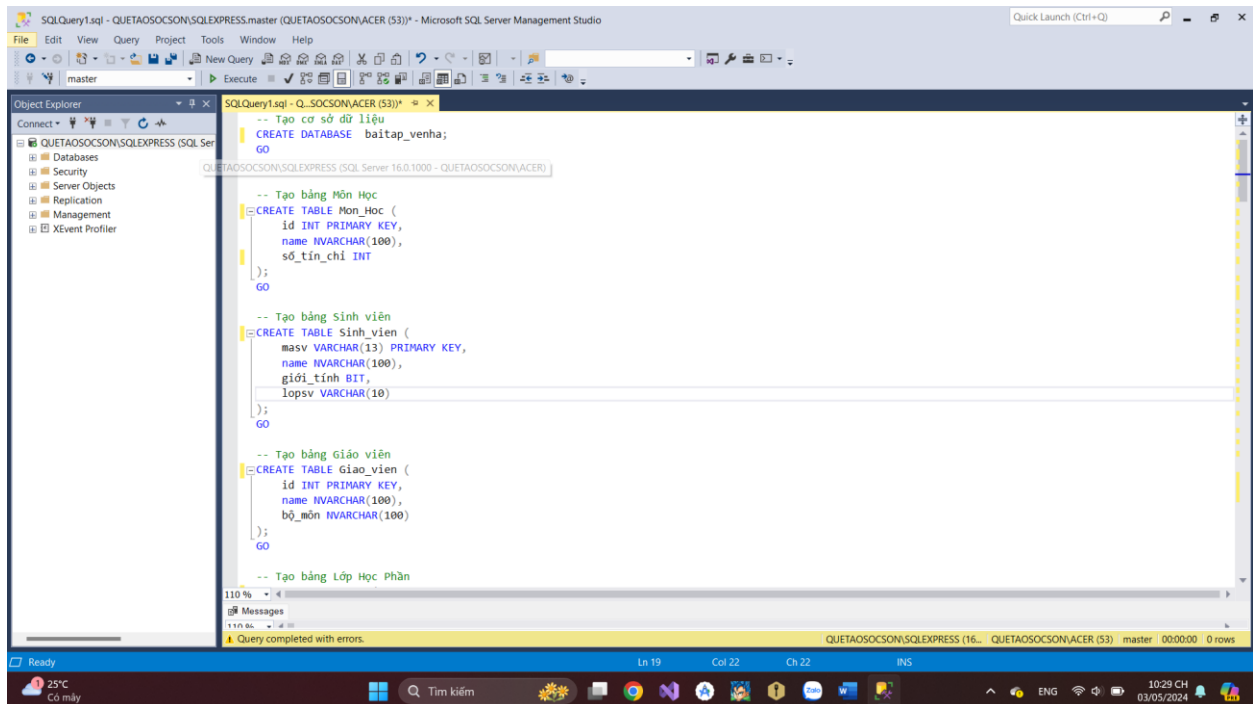 SQLQuery1.sql - QUETAOSOCSON\SQLEXPRESS.master (QUETAOSOCSON\ACER (53))* - Microsoft SQL Server Management Studio
Quick Launch (Ctrl+Q)
File Edit View Query Project Tools Window Help
New Query
master Execute
Object Explorer
SQLQuery1.sql - Q...SOCSON\ACER (53))*
Connect
QUETAOSOCSON\SQLEXPRESS (SQL Ser
Databases
Security
Server Objects
Replication
Management
XEvent Profiler
QUETAOSOCSON\SQLEXPRESS (SQL Server 16.0.1000 - QUETAOSOCSON\ACER)
-- Tạo cơ sở dữ liệu
CREATE DATABASE baitap_venha;
GO
-- Tạo bảng Môn Học
CREATE TABLE Mon_Hoc (
id INT PRIMARY KEY,
name NVARCHAR(100),
số_tín_chỉ INT
);
GO
-- Tạo bảng Sinh viên
CREATE TABLE Sinh_vien (
masv VARCHAR(13) PRIMARY KEY,
name NVARCHAR(100),
giới_tính BIT,
lopsv VARCHAR(10)
);
GO
-- Tạo bảng Giáo viên
CREATE TABLE Giao_vien (
id INT PRIMARY KEY,
name NVARCHAR(100),
bộ_môn NVARCHAR(100)
);
GO
-- Tạo bảng Lớp Học Phần
110 %
Messages
110 %
Query completed with errors.
QUETAOSOCSON\SQLEXPRESS (16... QUETAOSOCSON\ACER (53) master 00:00:00 0 rows
Ready Ln 19 Col 22 Ch 22 INS
1
25°C
Có mây
Tìm kiếm
Zalo
ENG
10:29 CH
03/05/2024